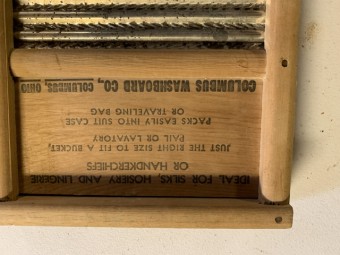 IDEAL FOR SILKS, HOSIERY AND LINGERIE
OR HANDKERCHIEFS
JUST THE RIGHT SIZE TO FIT A BUCKET,
PAIL OR LAVATORY
PACKS EASILY INTO SUIT CASE
OR TRAVELING BAG
COLUMBUS WASHBOARD CO., COLUMBUS, OHIO